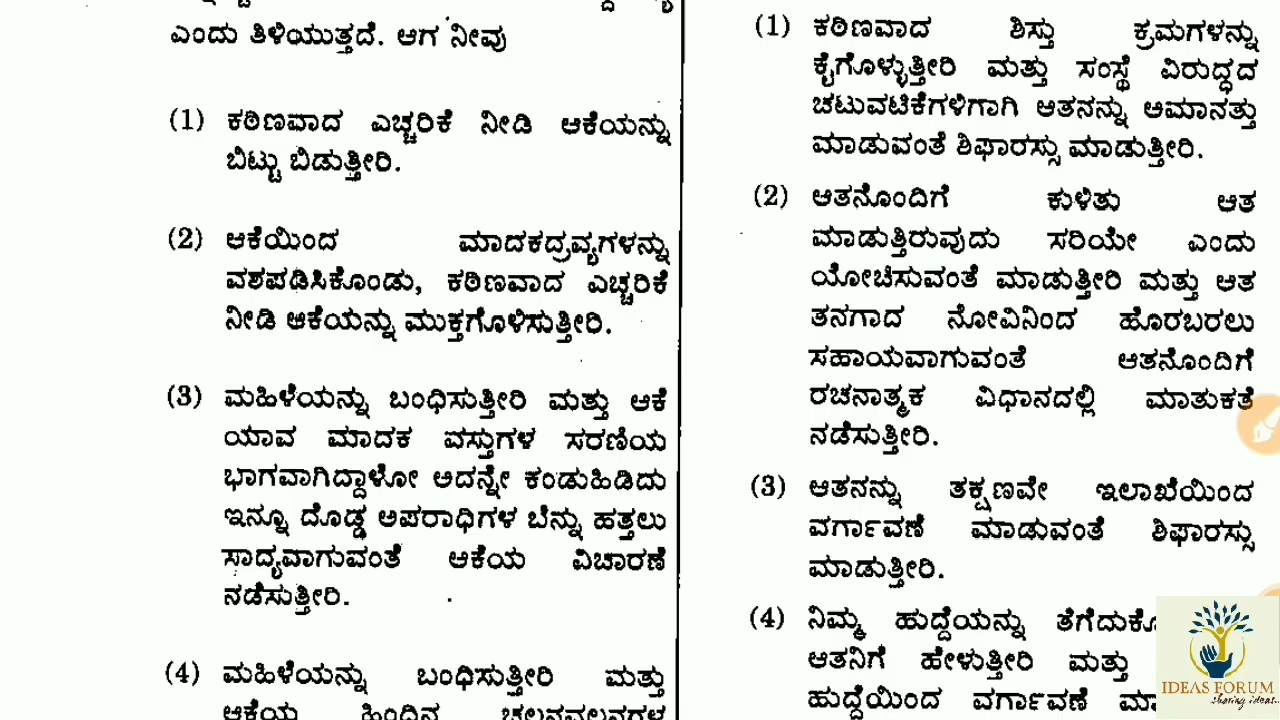 ಎಂದು ತಿಳಿಯುತ್ತದೆ. ಆಗ ನೀವು
(1) ಕಠಿಣವಾದ ಎಚ್ಚರಿಕೆ ನೀಡಿ ಆಕೆಯನ್ನು
ಬಿಟ್ಟು ಬಿಡುತ್ತೀರಿ.
(2) ಆಕೆಯಿಂದ ಮಾದಕದ್ರವ್ಯಗಳನ್ನು
ವಶಪಡಿಸಿಕೊಂಡು, ಕಠಿಣವಾದ ಎಚ್ಚರಿಕೆ
ನೀಡಿ ಆಕೆಯನ್ನು ಮುಕ್ತಗೊಳಿಸುತ್ತೀರಿ.
(3) ಮಹಿಳೆಯನ್ನು ಬಂಧಿಸುತ್ತೀರಿ ಮತ್ತು ಆಕೆ
ಯಾವ ಮಾದಕ ವಸ್ತುಗಳ ಸರಣಿಯ
ಭಾಗವಾಗಿದ್ದಾಳೋ ಅದನ್ನೇ ಕಂಡುಹಿಡಿದು
ಇನ್ನೂ ದೊಡ್ಡ ಅಪರಾಧಿಗಳ ಬೆನ್ನು ಹತ್ತಲು
ಸಾದ್ಯವಾಗುವಂತೆ ಆಕೆಯ ವಿಚಾರಣೆ
ನಡೆಸುತ್ತೀರಿ.
(4) ಮಹಿಳೆಯನ್ನು ಬಂಧಿಸುತ್ತೀರಿ ಮತ್ತು
ಆಕೆಯ ಹಿಂದಿನ ಚಲನವಲನಗಳ
(1) ಕಠಿಣವಾದ ಶಿಸ್ತು ಕ್ರಮಗಳನ್ನು
ಕೈಗೊಳ್ಳುತ್ತೀರಿ ಮತ್ತು ಸಂಸ್ಥೆ ವಿರುದ್ಧದ
ಚಟುವಟಿಕೆಗಳಿಗಾಗಿ ಆತನನ್ನು ಅಮಾನತ್ತು
ಮಾಡುವಂತೆ ಶಿಫಾರಸ್ಸು ಮಾಡುತ್ತೀರಿ.
(2) ಆತನೊಂದಿಗೆ ಕುಳಿತು ಆತ
ಮಾಡುತ್ತಿರುವುದು ಸರಿಯೇ ಎಂದು
ಯೋಚಿಸುವಂತೆ ಮಾಡುತ್ತೀರಿ ಮತ್ತು ಆತ
ತನಗಾದ ನೋವಿನಿಂದ ಹೊರಬರಲು
ಸಹಾಯವಾಗುವಂತೆ ಆತನೊಂದಿಗೆ
ರಚನಾತ್ಮಕ ವಿಧಾನದಲ್ಲಿ ಮಾತುಕತೆ
ನಡೆಸುತ್ತೀರಿ.
(3) ಆತನನ್ನು ತಕ್ಷಣವೇ ಇಲಾಖೆಯಿಂದ
ವರ್ಗಾವಣೆ ಮಾಡುವಂತೆ ಶಿಫಾರಸ್ಸು
ಮಾಡುತ್ತೀರಿ.
(4) ನಿಮ್ಮ ಹುದ್ದೆಯನ್ನು
ಆತನಿಗೆ ಹೇಳುತ್ತೀರಿ ಮತ್ತು
ಹುದ್ದೆಯಿಂದ ವರ್ಗಾವಣೆ
IDEAS FORUM
sharing ideas